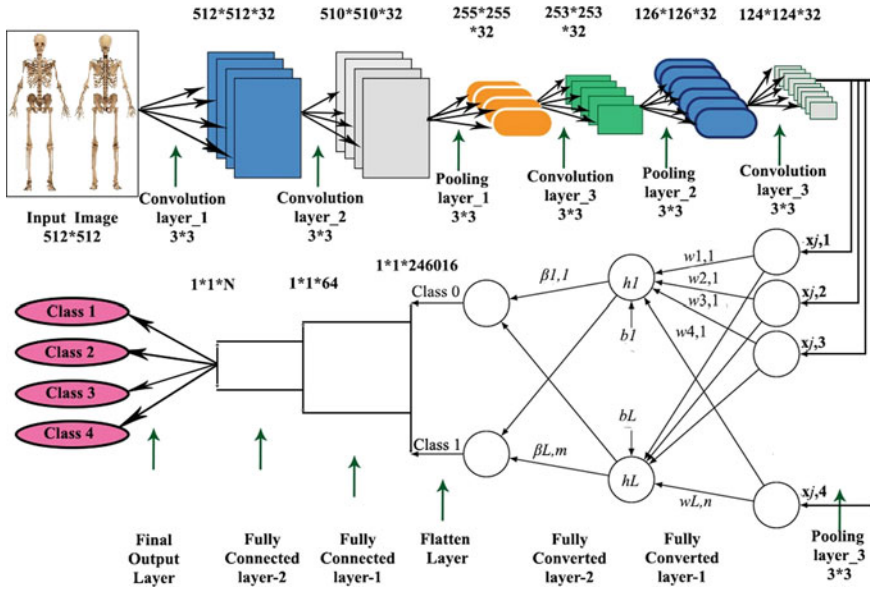 512*512*32
510*510*32
255*255
*32
253*253
*32
126*126*32
124*124*32
Input Image
512*512
Convolution
layer_1
3*3
Convolution
layer_2
3*3
Pooling
layer_1
3*3
Convolution
layer_3
3*3
Pooling
layer_2
3*3
Convolution
layer_3
3*3
1*1*N
1*1*64
1*1*246016
Class 0
β1,1
h1
w1,1
w2,1
w3,1
w4,1
xj,1
xj,2
xj,3
b1
Class 1
Class 2
Class 3
Class 4
Class 1
βL,m
bL
hL
wL,n
xj,4
Final
Output
Layer
Fully
Connected
layer-2
Fully
Connected
layer-1
Flatten
Layer
Fully
Converted
layer-2
Fully
Converted
layer-1
Pooling
layer_3
3*3